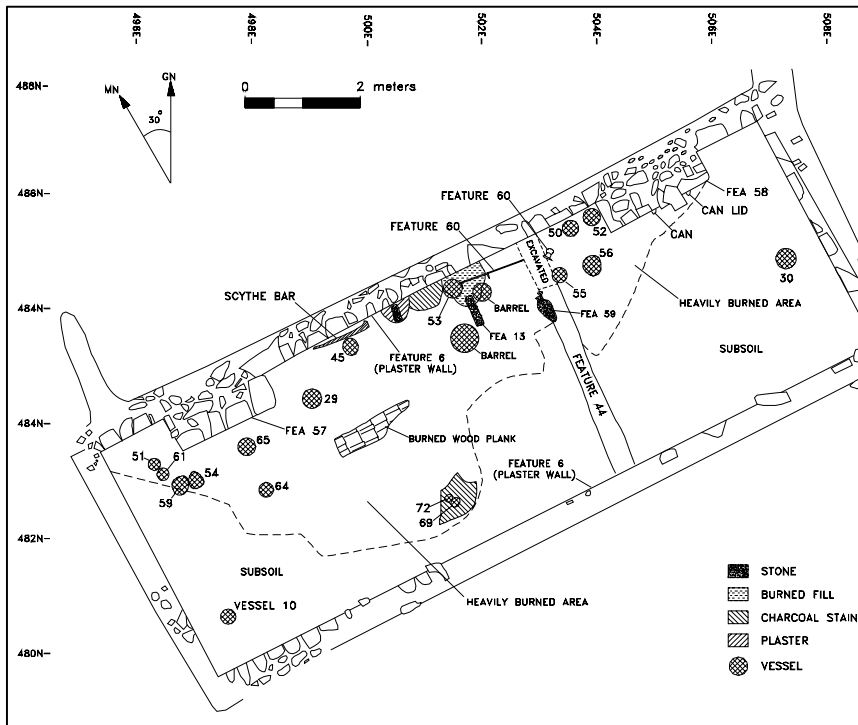 496E
498E
500E
502E
504E
506E
508E
488N
486N
484N
484N
482N
480N
MN
GN
30°
0
2 meters
FEATURE 60
FEATURE 60
FEA 58
CAN LID
CAN
50
52
56
30
EXCAVATED
55
SCYTHE BAR
53
BARREL
FEA 59
HEAVILY BURNED AREA
FEA 13
45
BARREL
FEATURE 6
(PLASTER WALL)
SUBSOIL
29
FEATURE 44
FEA 57
BURNED WOOD PLANK
65
51
61
54
59
64
FEATURE 6
(PLASTER WALL)
72
69
SUBSOIL
HEAVILY BURNED AREA
VESSEL 10
STONE
BURNED FILL
CHARCOAL STAIN
PLASTER
VESSEL